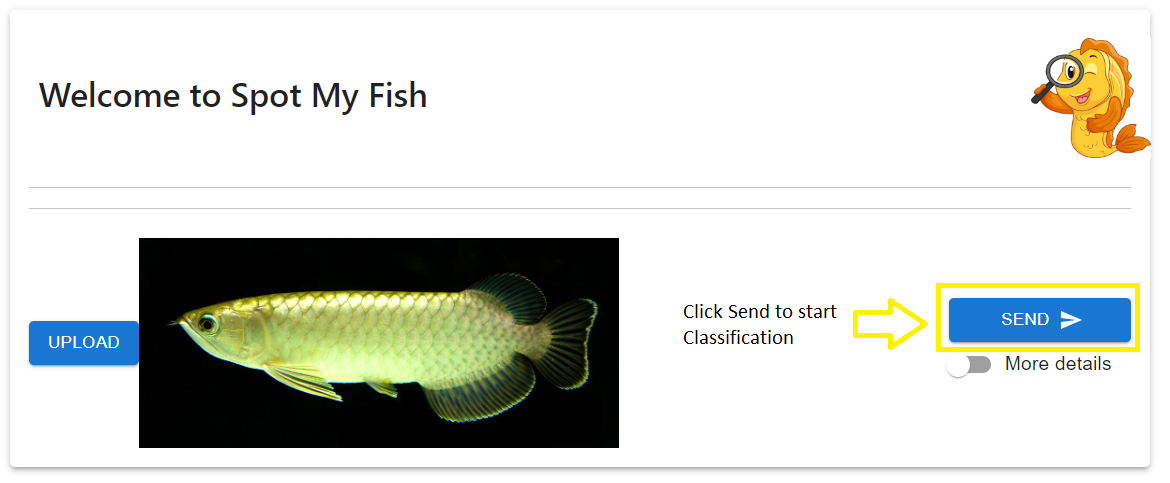 Welcome to Spot My Fish
UPLOAD
Click Send to start
Classification
SEND
More details